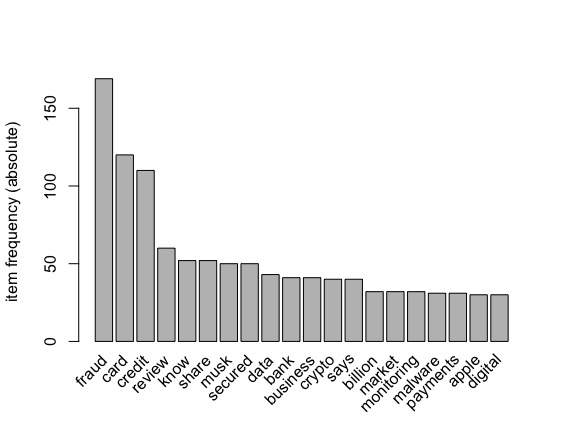 item frequency (absolute)
150
100
50
0
fraud
card
credit
review
know
share
musk
secured
data
bank
business
crypto
says
billion
market
monitoring
malware
payments
apple
digital